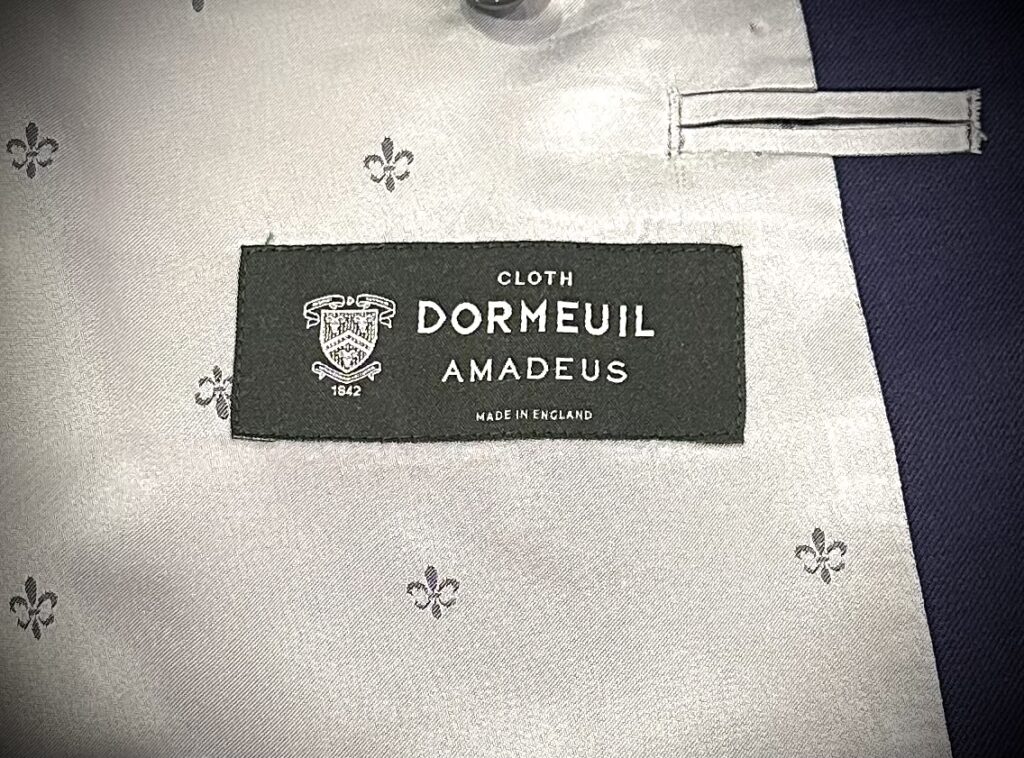 CLOTH
DORMEUIL
AMADEUS
1842
MADE IN ENGLAND